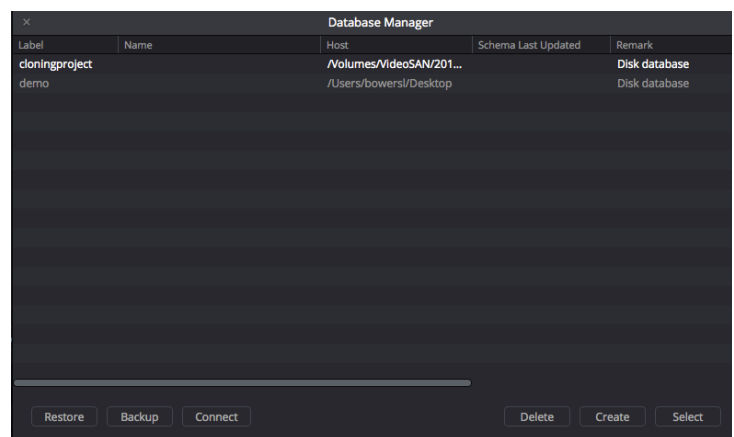 × Database Manager
Label Name Host Schema Last Updated Remark
cloningproject /Volumes/VideoSAN/201... Disk database
demo /Users/bowersl/Desktop Disk database
Restore Backup Connect Delete Create Select